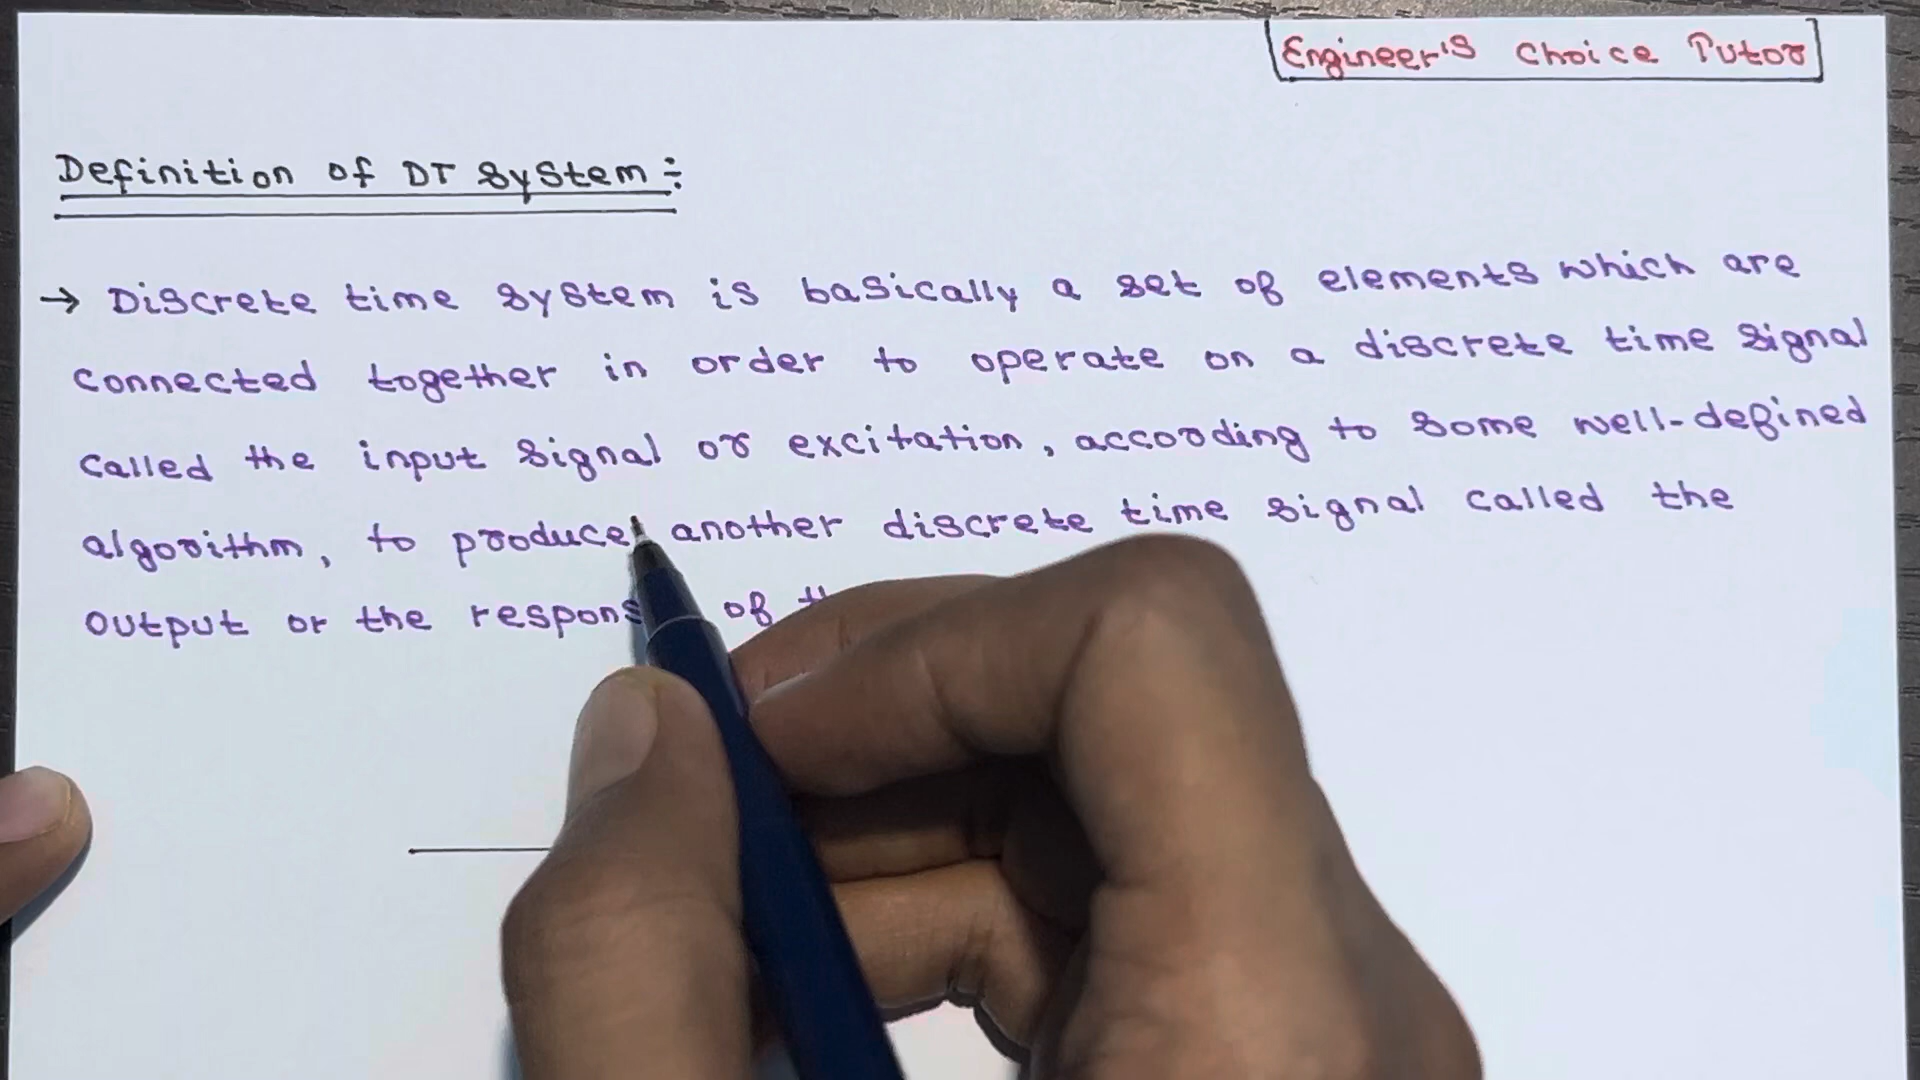 Engineer's Choice Tutor
Definition of DT System :-
→ Discrete time system is basically a set of elements which are
connected together in order to operate on a discrete time signal
called the input signal or excitation, according to some well-defined
algorithm, to produce another discrete time signal called the
output or the of